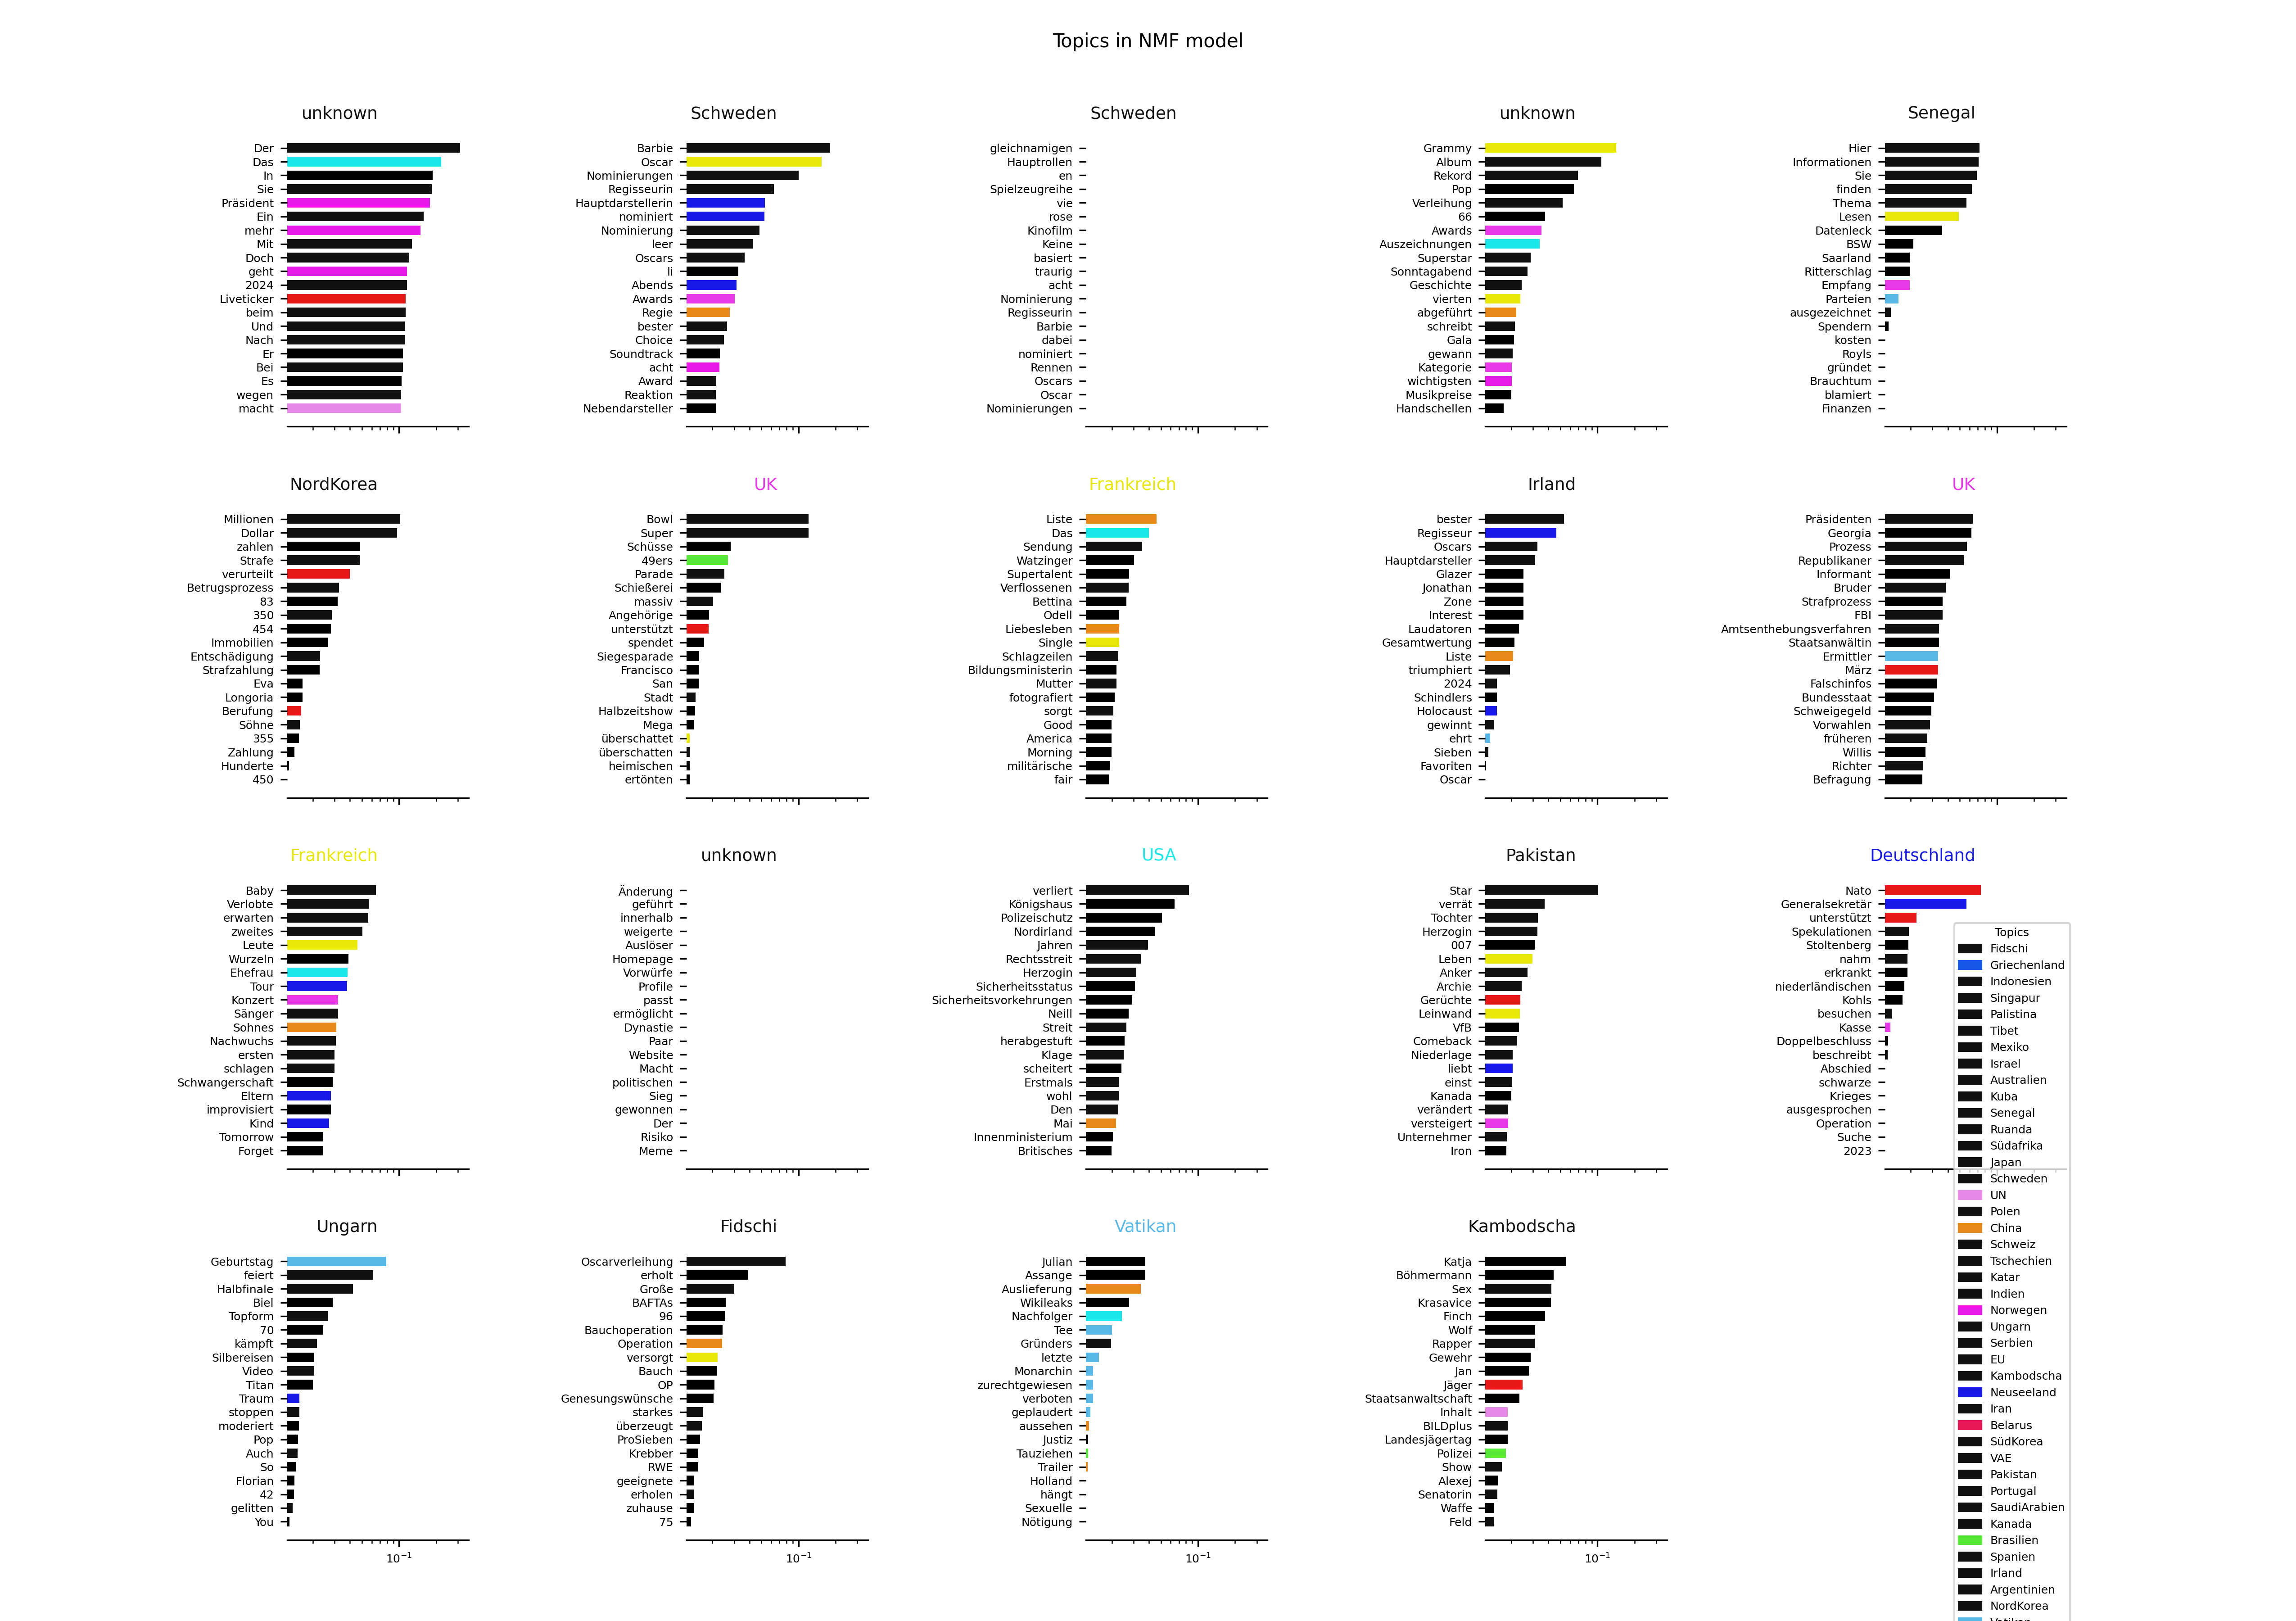 Topics in NMF model
unknown
Der
Das
In
Sie
Präsident
Ein
mehr
Mit
Doch
geht
2024
Liveticker
beim
Und
Nach
Er
Bei
Es
wegen
macht
Schweden
Barbie
Oscar
Nominierungen
Regisseurin
Hauptdarstellerin
nominiert
Nominierung
leer
Oscars
li
Abends
Awards
Regie
bester
Choice
Soundtrack
acht
Award
Reaktion
Nebendarsteller
Schweden
gleichnamigen
Hauptrollen
en
Spielzeugreihe
vie
rose
Kinofilm
Keine
basiert
traurig
acht
Nominierung
Regisseurin
Barbie
dabei
nominiert
Rennen
Oscars
Oscar
Nominierungen
unknown
Grammy
Album
Rekord
Pop
Verleihung
66
Awards
Auszeichnungen
Superstar
Sonntagabend
Geschichte
vierten
abgeführt
schreibt
Gala
gewann
Kategorie
wichtigsten
Musikpreise
Handschellen
Senegal
Hier
Informationen
Sie
finden
Thema
Lesen
Datenleck
BSW
Saarland
Ritterschlag
Empfang
Parteien
ausgezeichnet
Spendern
kosten
Royls
gründet
Brauchtum
blamiert
Finanzen
NordKorea
Millionen
Dollar
zahlen
Strafe
verurteilt
Betrugsprozess
83
350
454
Immobilien
Entschädigung
Strafzahlung
Eva
Longoria
Berufung
Söhne
355
Zahlung
Hunderte
450
UK
Bowl
Super
Schüsse
49ers
Parade
Schießerei
massiv
Angehörige
unterstützt
spendet
Siegesparade
Francisco
San
Stadt
Halbzeitshow
Mega
überschattet
überschatten
heimischen
ertönten
Frankreich
Liste
Das
Sendung
Watzinger
Supertalent
Verflossenen
Bettina
Odell
Liebesleben
Single
Schlagzeilen
Bildungsministerin
Mutter
fotografiert
sorgt
Good
America
Morning
militärische
fair
Irland
bester
Regisseur
Oscars
Hauptdarsteller
Glazer
Jonathan
Zone
Interest
Laudatoren
Gesamtwertung
Liste
triumphiert
2024
Schindlers
Holocaust
gewinnt
ehrt
Sieben
Favoriten
Oscar
UK
Präsidenten
Georgia
Prozess
Republikaner
Informant
Bruder
Strafprozess
FBI
Amtsenthebungsverfahren
Staatsanwältin
Ermittler
März
Falschinfos
Bundesstaat
Schweigegeld
Vorwahlen
früheren
Willis
Richter
Befragung
Frankreich
Baby
Verlobte
erwarten
zweites
Leute
Wurzeln
Ehefrau
Tour
Konzert
Sänger
Sohnes
Nachwuchs
ersten
schlagen
Schwangerschaft
Eltern
improvisiert
Kind
Tomorrow
Forget
unknown
Änderung
geführt
innerhalb
weigerte
Auslöser
Homepage
Vorwürfe
Profile
passt
ermöglicht
Dynastie
Paar
Website
Macht
politischen
Sieg
gewonnen
Der
Risiko
Meme
USA
verliert
Königshaus
Polizeischutz
Nordirland
Jahren
Rechtsstreit
Herzogin
Sicherheitsstatus
Sicherheitsvorkehrungen
Neill
Streit
herabgestuft
Klage
scheitert
Erstmals
wohl
Den
Mai
Innenministerium
Britisches
Pakistan
Star
verrät
Tochter
Herzogin
007
Leben
Anker
Archie
Gerüchte
Leinwand
VfB
Comeback
Niederlage
liebt
einst
Kanada
verändert
versteigert
Unternehmer
Iron
Deutschland
Nato
Generalsekretär
unterstützt
Spekulationen
Stoltenberg
nahm
erkrankt
niederländischen
Kohls
besuchen
Kasse
Doppelbeschluss
beschreibt
Abschied
schwarze
Krieges
ausgesprochen
Operation
Suche
2023
Ungarn
Geburtstag
feiert
Halbfinale
Biel
Topform
70
kämpft
Silbereisen
Video
Titan
Traum
stoppen
moderiert
Pop
Auch
So
Florian
42
gelitten
You
10⁻¹
Fidschi
Oscarverleihung
erholt
Große
BAFTAs
96
Bauchoperation
Operation
versorgt
Bauch
OP
Genesungswünsche
starkes
überzeugt
ProSieben
Krebber
RWE
geeignete
erholen
zuhause
75
10⁻¹
Vatikan
Julian
Assange
Auslieferung
Wikileaks
Nachfolger
Tee
Gründers
letzte
Monarchin
zurechtgewiesen
verboten
geplaudert
aussehen
Justiz
Tauziehen
Trailer
Holland
hängt
Sexuelle
Nötigung
10⁻¹
Kambodscha
Katja
Böhmermann
Sex
Krasavice
Finch
Wolf
Rapper
Gewehr
Jan
Jäger
Staatsanwaltschaft
Inhalt
BILDplus
Landesjägertag
Polizei
Show
Alexej
Senatorin
Waffe
Feld
10⁻¹
Topics
Fidschi
Griechenland
Indonesien
Singapur
Palistina
Tibet
Mexiko
Israel
Australien
Kuba
Senegal
Ruanda
Südafrika
Japan
Schweden
UN
Polen
China
Schweiz
Tschechien
Katar
Indien
Norwegen
Ungarn
Serbien
EU
Kambodscha
Neuseeland
Iran
Belarus
SüdKorea
VAE
Pakistan
Portugal
SaudiArabien
Kanada
Brasilien
Spanien
Irland
Argentinien
NordKorea